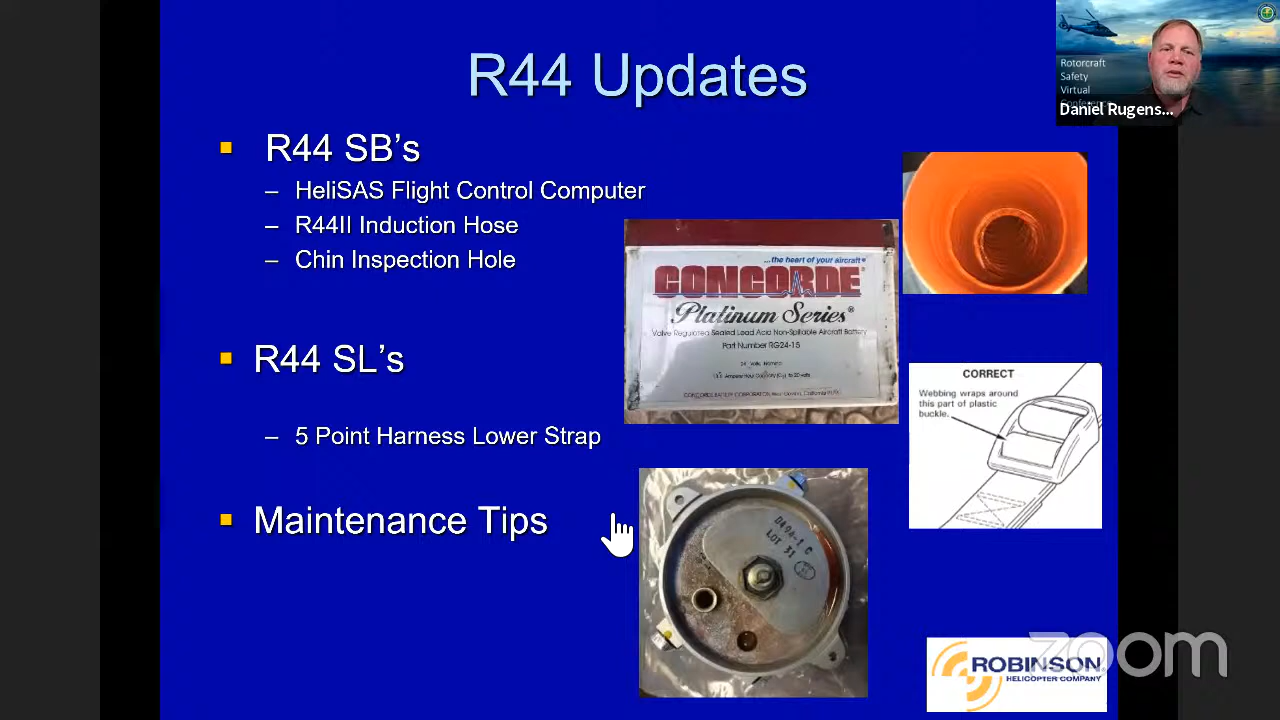 R44 Updates
R44 SB's
– HeliSAS Flight Control Computer
– R44II Induction Hose
– Chin Inspection Hole
R44 SL's
– 5 Point Harness Lower Strap
Maintenance Tips
...the heart of your aircraft®
CONCORDE®
Platinum Series®
Valve Regulated Sealed Lead Acid Non-Spillable Aircraft Battery
Part Number RG24-15
CORRECT
Webbing wraps around
this part of plastic
buckle.
D494-1 C
LOT 31
Rotorcraft
Safety
Virtual
Daniel Rugens...
ROBINSON
HELICOPTER COMPANY
zoom